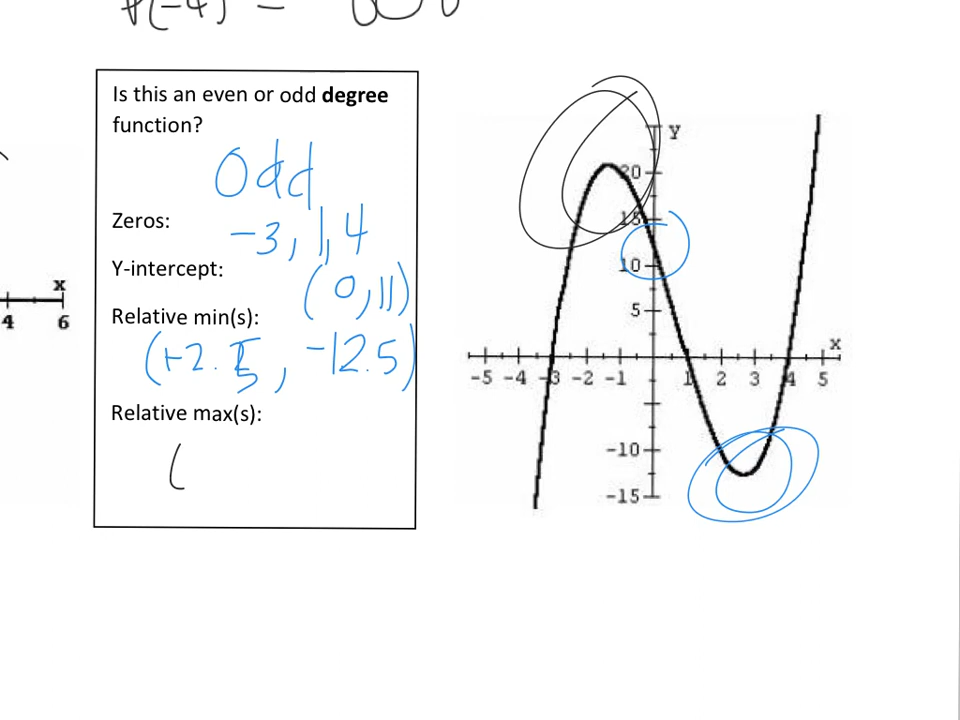 Is this an even or odd degree
function?
Odd
Zeros:
-3, 1, 4
Y-intercept:
(0, 11)
Relative min(s):
(+2.5, -12.5)
Relative max(s):
(
x
4 6
y
20
15
10
5
x
-5 -4 -3 -2 -1 1 2 3 4 5
-10
-15